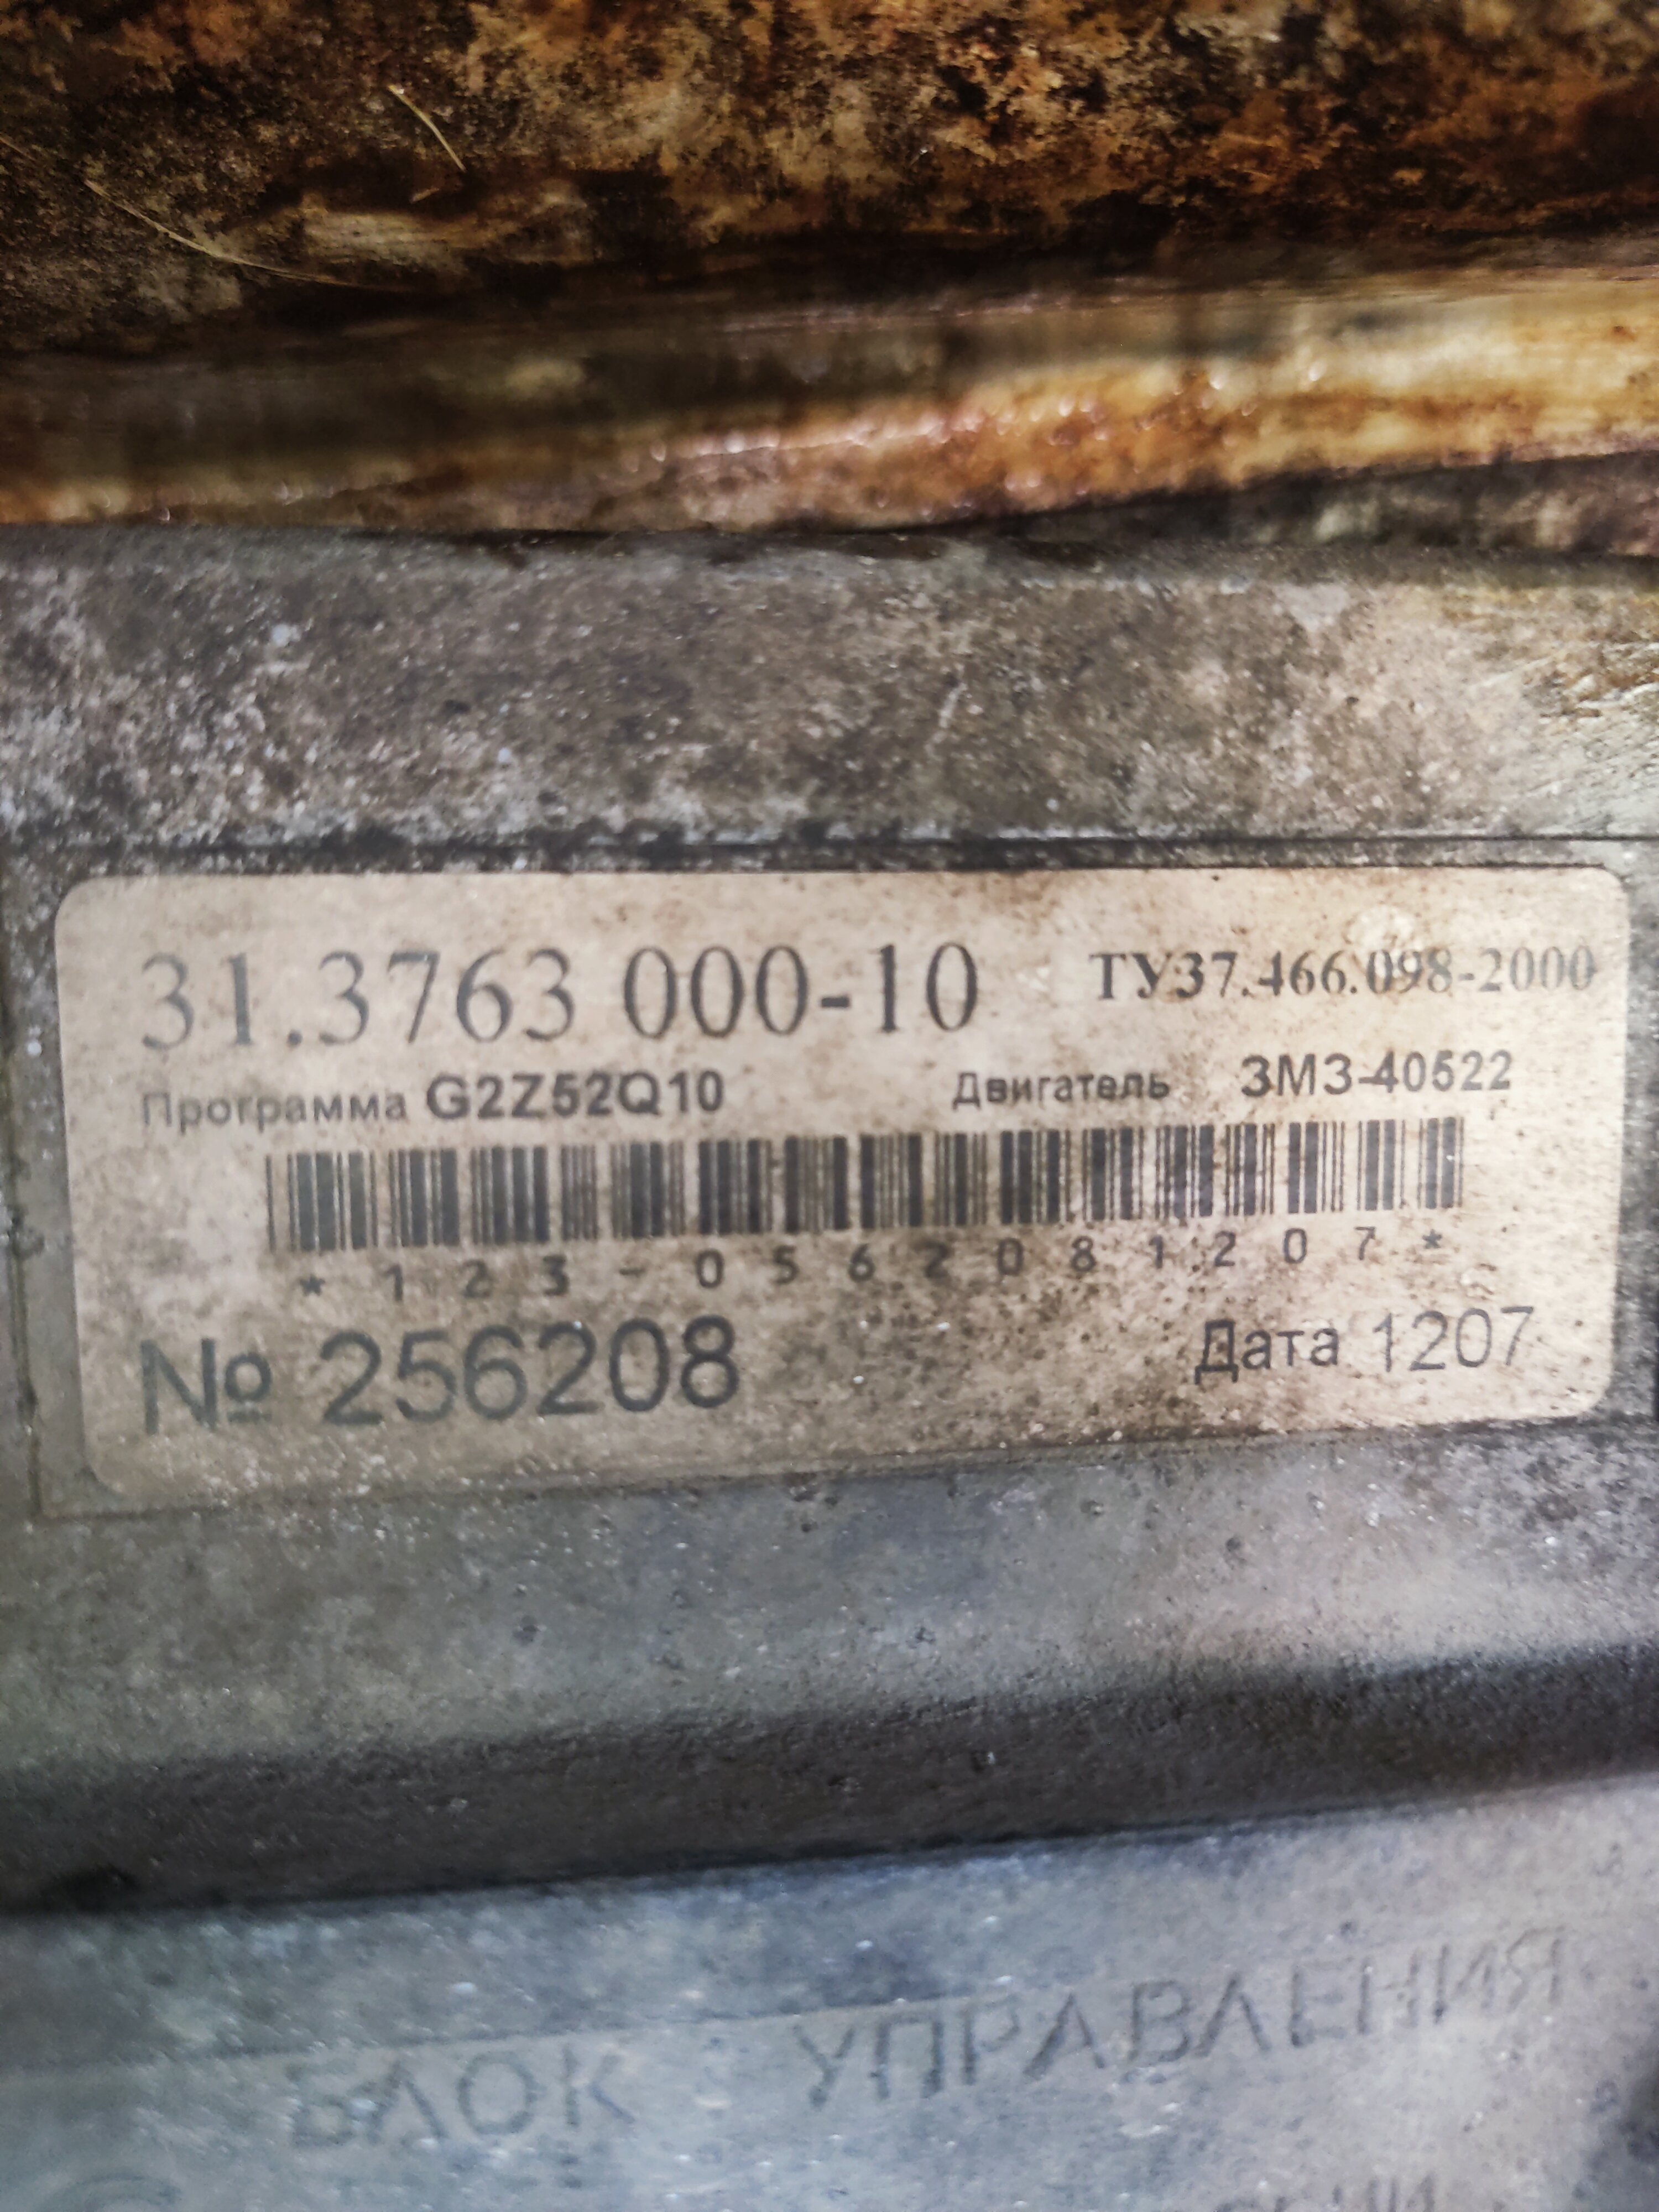 31.3763 000-10 ТУ37.466.098-2000
Программа G2Z52Q10 Двигатель ЗМЗ-40522
*123-0562081207*
№ 256208 Дата 1207
БЛОК УПРАВЛЕНИЯ